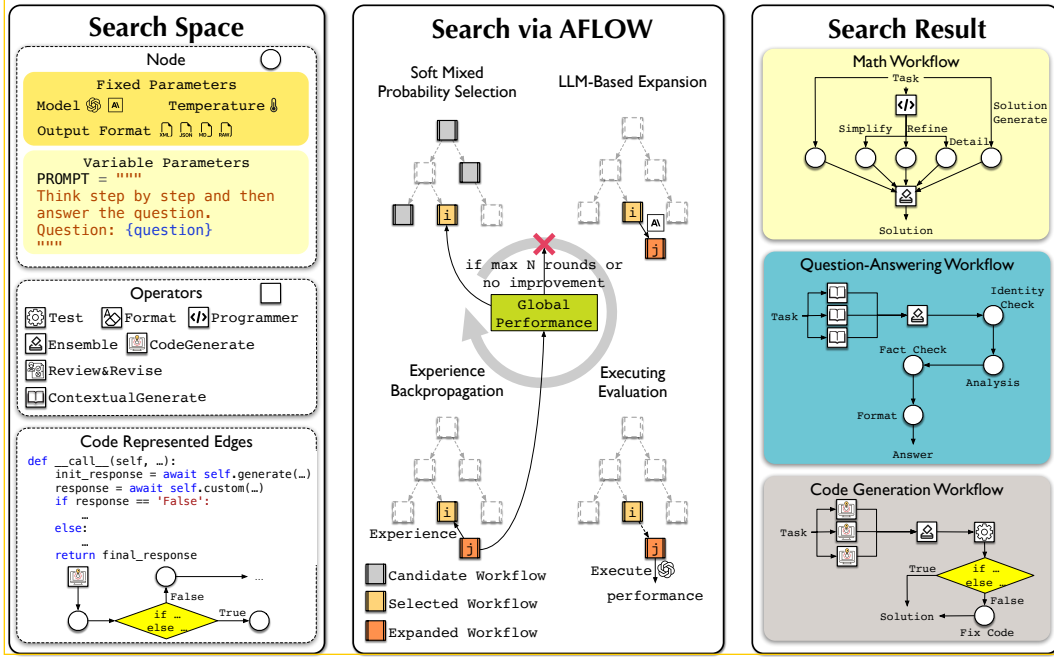 Search Space
Node
Fixed Parameters
Model
Temperature
Output Format
XML JSON MD RAW
Variable Parameters
PROMPT = """
Think step by step and then
answer the question.
Question: {question}
"""
Operators
Test
Format
Programmer
Ensemble
CodeGenerate
Review&Revise
ContextualGenerate
Code Represented Edges
def __call__(self, …):
init_response = await self.generate(…)
response = await self.custom(…)
if response == 'False':
…
else:
…
return final_response
...
False
if …
else …
True
Search via AFLOW
Soft Mixed
Probability Selection
LLM-Based Expansion
i
i
j
if max N rounds or
no improvement
Global
Performance
Experience
Backpropagation
Executing
Evaluation
i
i
Experience
j
j
Execute
performance
Candidate Workflow
Selected Workflow
Expanded Workflow
Search Result
Math Workflow
Task
Solution
Generate
Simplify
Refine
Detail
Solution
Question-Answering Workflow
Identity
Check
Task
Fact Check
Analysis
Format
Answer
Code Generation Workflow
Task
True
if …
else …
False
Solution
Fix Code